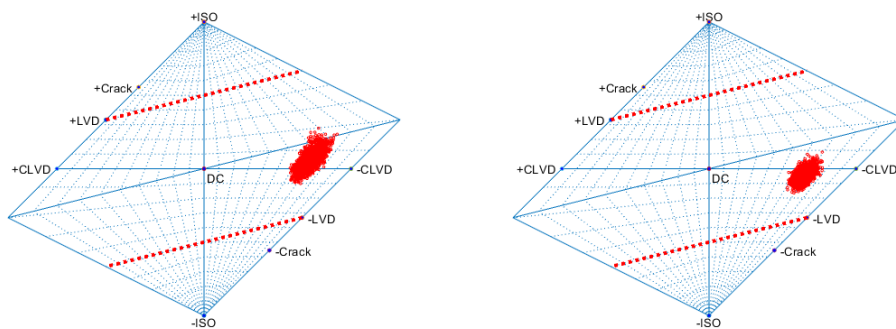 +ISO
+Crack
+LVD
+CLVD
DC
-CLVD
-LVD
-Crack
-ISO
+ISO
+Crack
+LVD
+CLVD
DC
-CLVD
-LVD
-Crack
-ISO